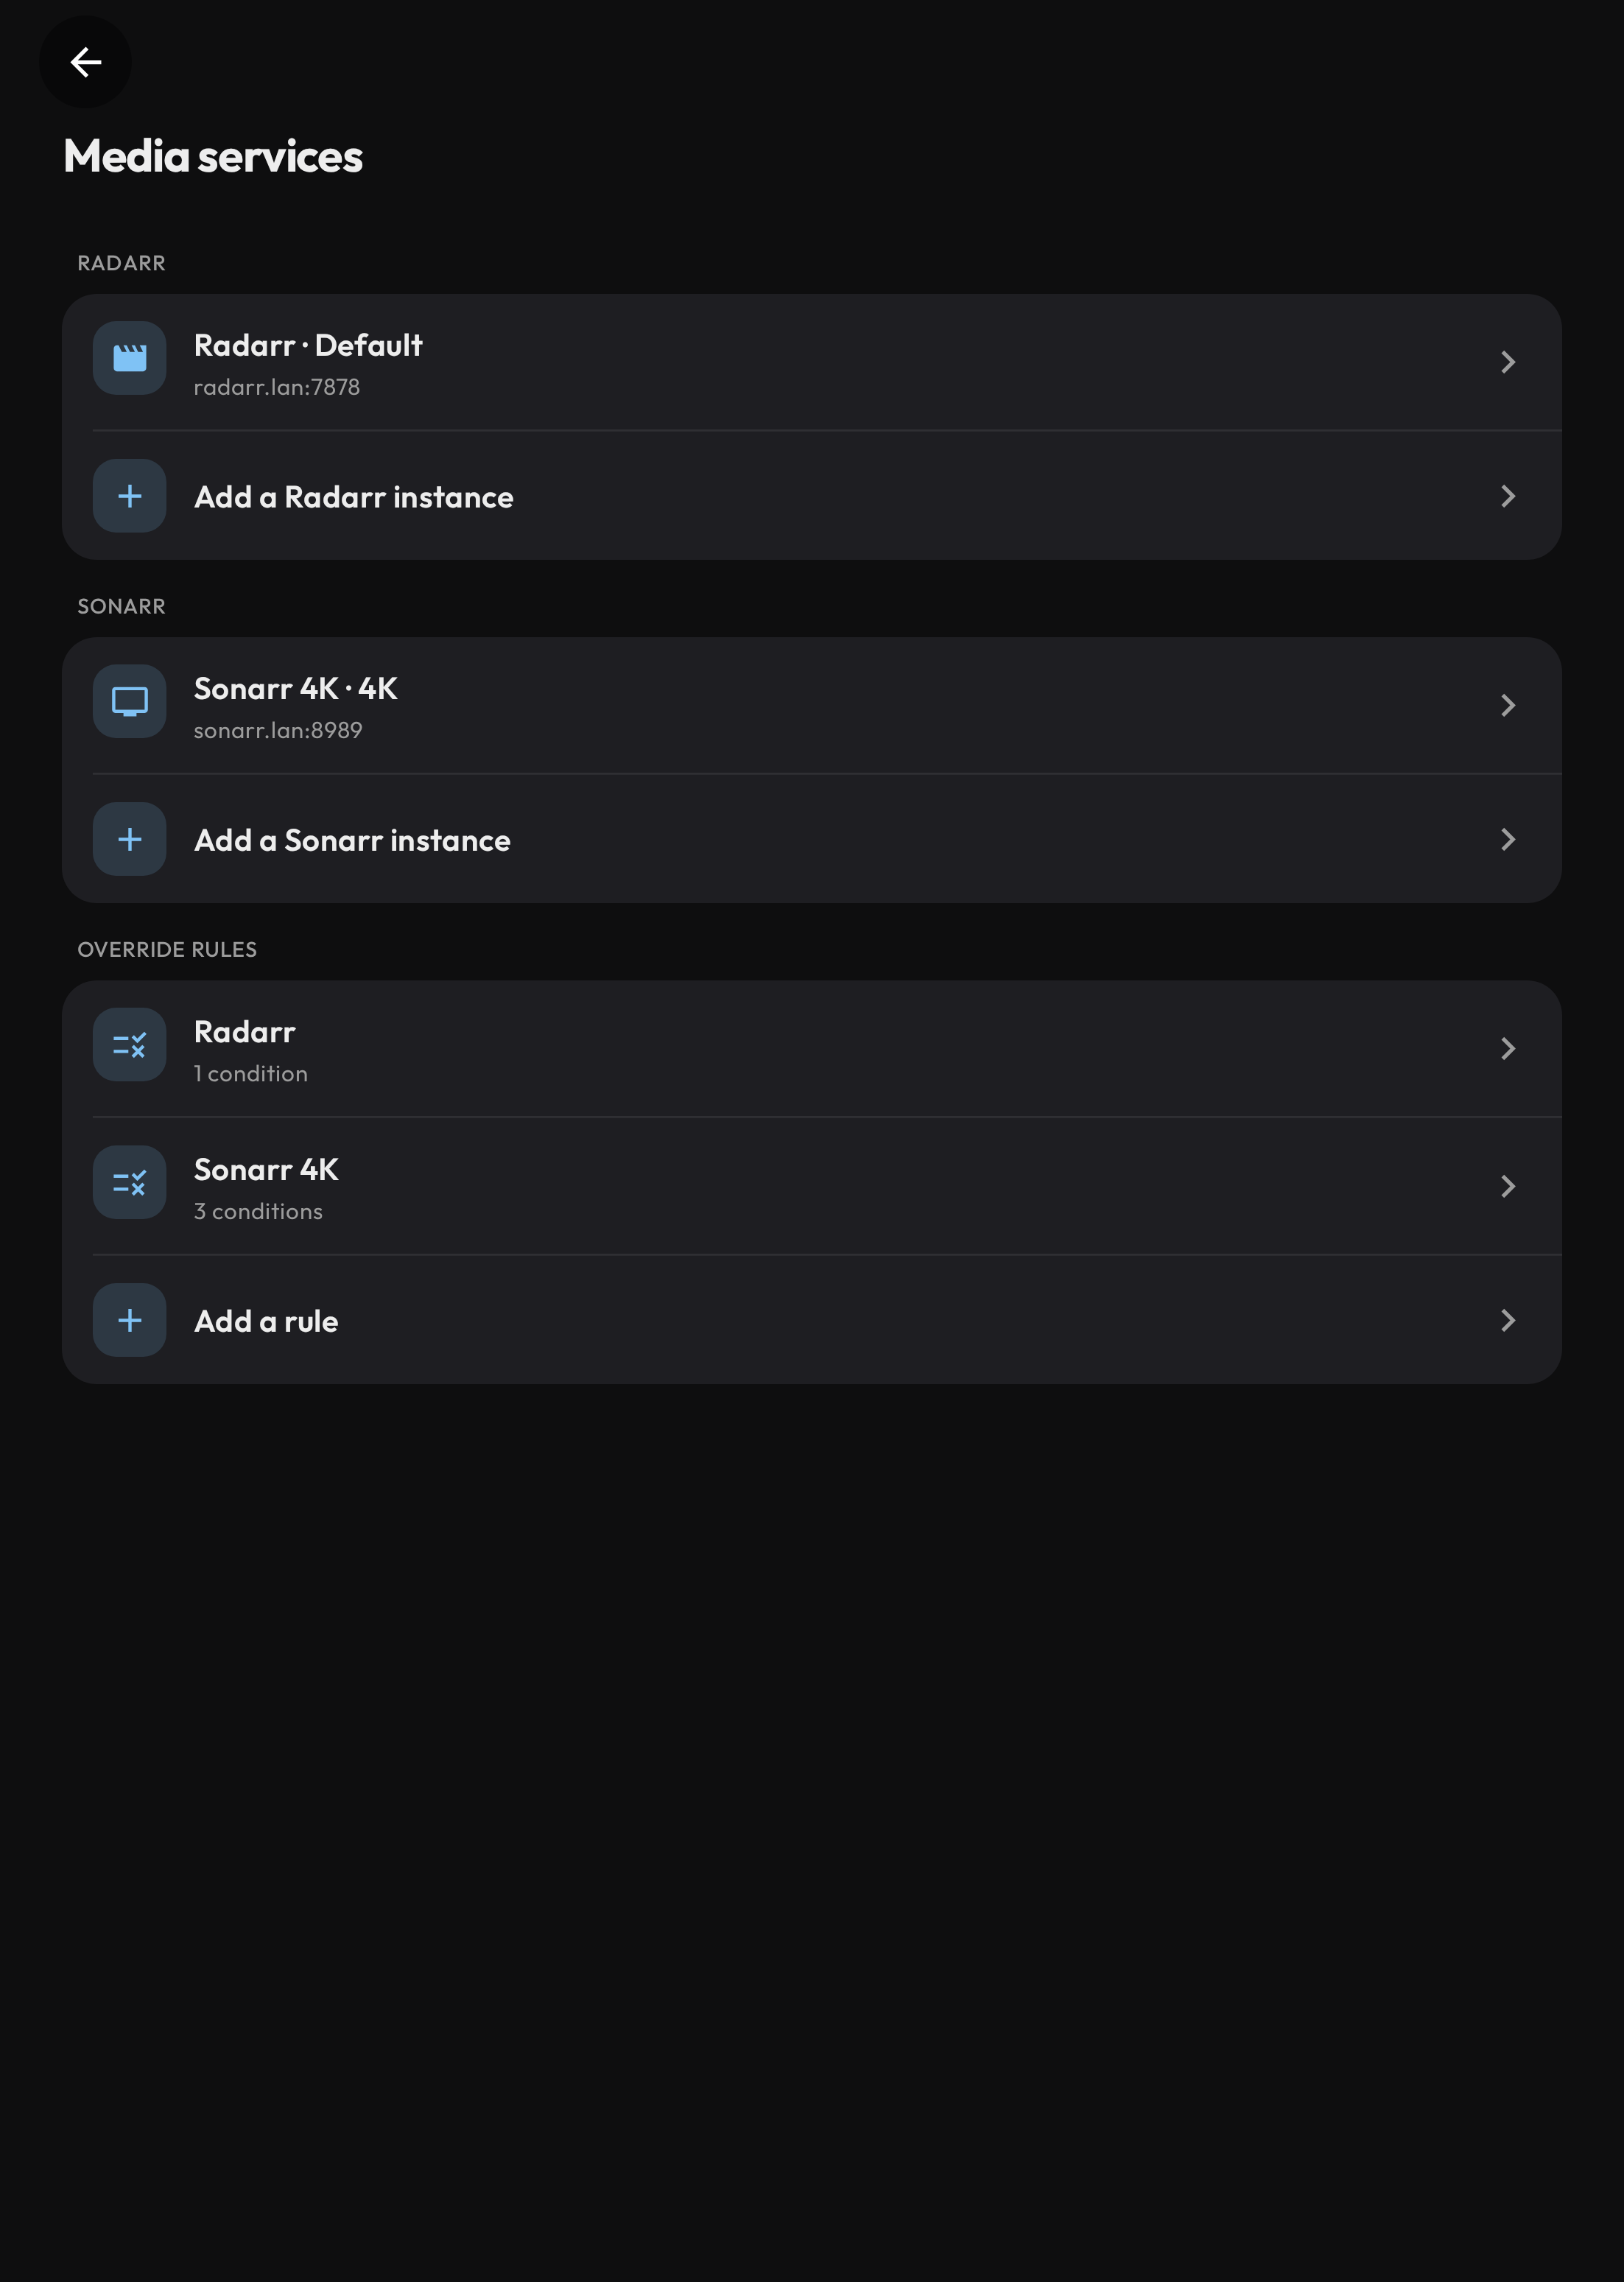 Media services
RADARR
Radarr · Default
radarr.lan:7878
Add a Radarr instance
SONARR
Sonarr 4K · 4K
sonarr.lan:8989
Add a Sonarr instance
OVERRIDE RULES
Radarr
1 condition
Sonarr 4K
3 conditions
Add a rule